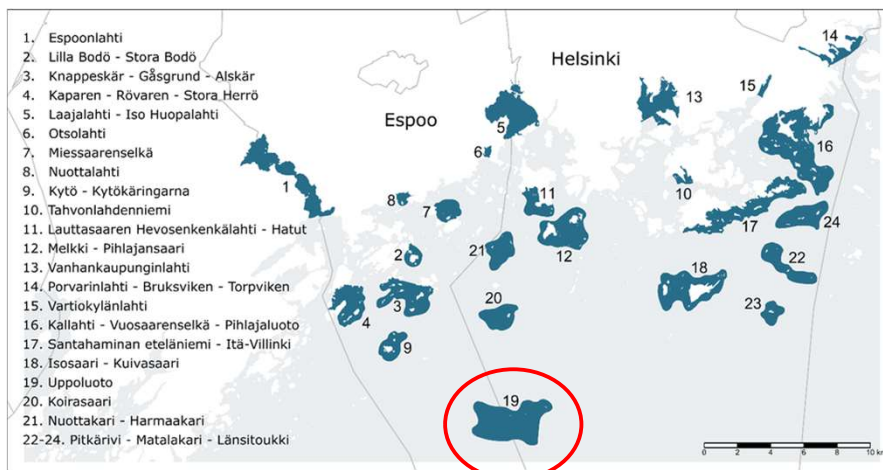 1. Espoonlahti
2. Lilla Bodö - Stora Bodö
3. Knappeskär - Gåsgrund - Alskär
4. Kaparen - Rövaren - Stora Herrö
5. Laajalahti - Iso Huopalahti
6. Otsolahti
7. Miessaarenselkä
8. Nuottalahti
9. Kytö - Kytökäringarna
10. Tahvonlahdenniemi
11. Lauttasaaren Hevosenkenkälahti - Hatut
12. Melkki - Pihlajansaari
13. Vanhankaupunginlahti
14. Porvarinlahti - Bruksviken - Torpviken
15. Vartiokylänlahti
16. Kallahti - Vuosaarenselkä - Pihlajaluoto
17. Santahaminan eteläniemi - Itä-Villinki
18. Isosaari - Kuivasaari
19. Uppoluoto
20. Koirasaari
21. Nuottakari - Harmaakari
22-24. Pitkärivi - Matalakari - Länsitoukki
Helsinki
Espoo
14
15
13
5
6
16
1
10
8
7
11
17
24
12
21
2
22
18
3
4
20
23
9
19
0 2 4 6 8 10 km